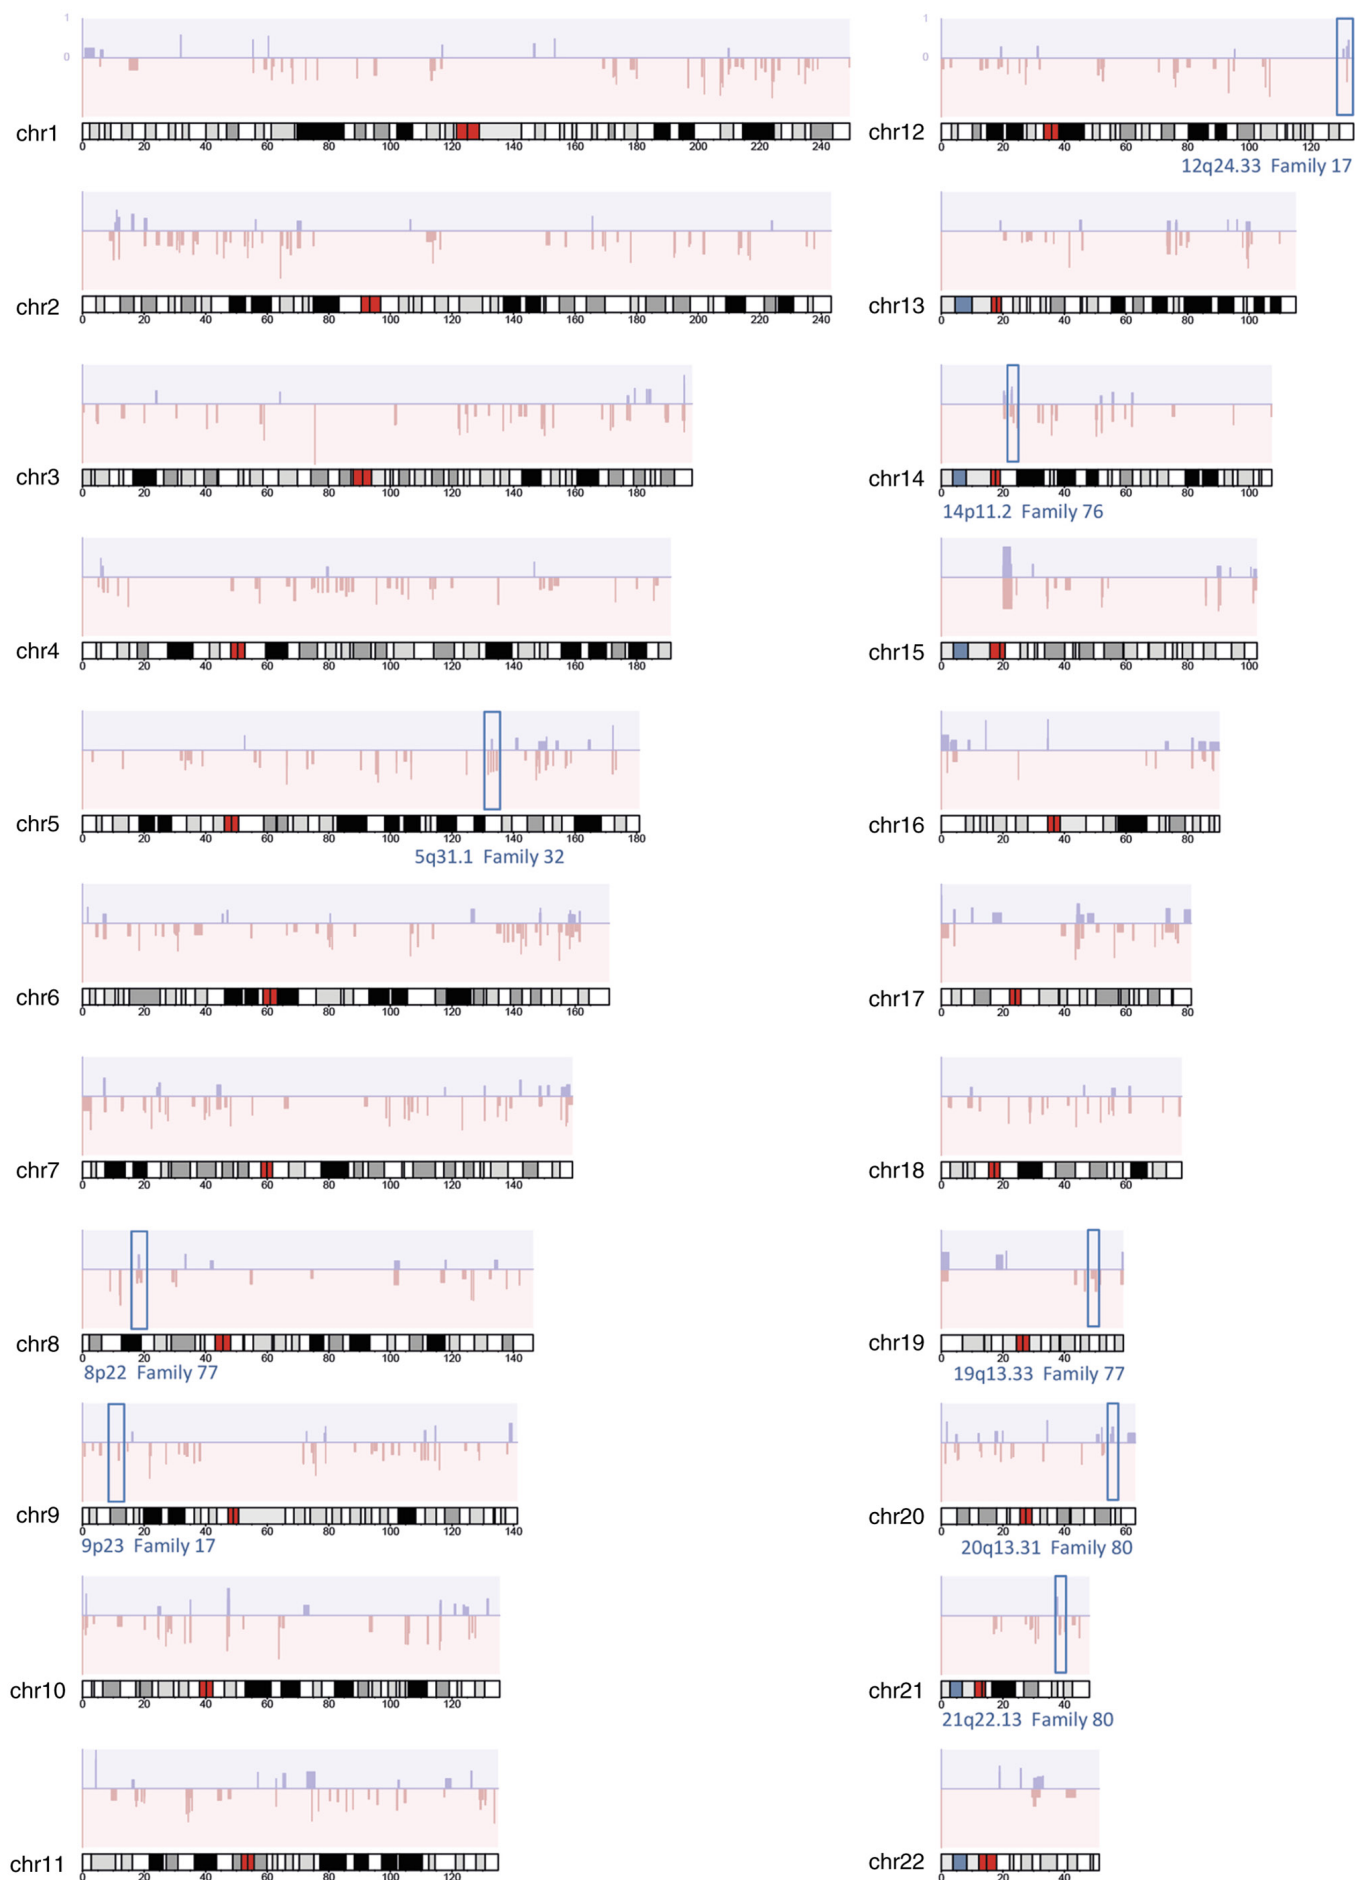 1
0
chr1
0 20 40 60 80 100 120 140 160 180 200 220 240
chr2
0 20 40 60 80 100 120 140 160 180 200 220 240
chr3
0 20 40 60 80 100 120 140 160 180
chr4
0 20 40 60 80 100 120 140 160 180
chr5
0 20 40 60 80 100 120 140 160 180
5q31.1 Family 32
chr6
0 20 40 60 80 100 120 140 160
chr7
0 20 40 60 80 100 120 140
chr8
0 20 40 60 80 100 120 140
8p22 Family 77
chr9
0 20 40 60 80 100 120 140
9p23 Family 17
chr10
0 20 40 60 80 100 120
chr11
0 20 40 60 80 100 120
1
0
chr12
0 20 40 60 80 100 120
12q24.33 Family 17
chr13
0 20 40 60 80 100
chr14
0 20 40 60 80 100
14p11.2 Family 76
chr15
0 20 40 60 80 100
chr16
0 20 40 60 80
chr17
0 20 40 60 80
chr18
0 20 40 60
chr19
0 20 40
19q13.33 Family 77
chr20
0 20 40 60
20q13.31 Family 80
chr21
0 20 40
21q22.13 Family 80
chr22
0 20 40